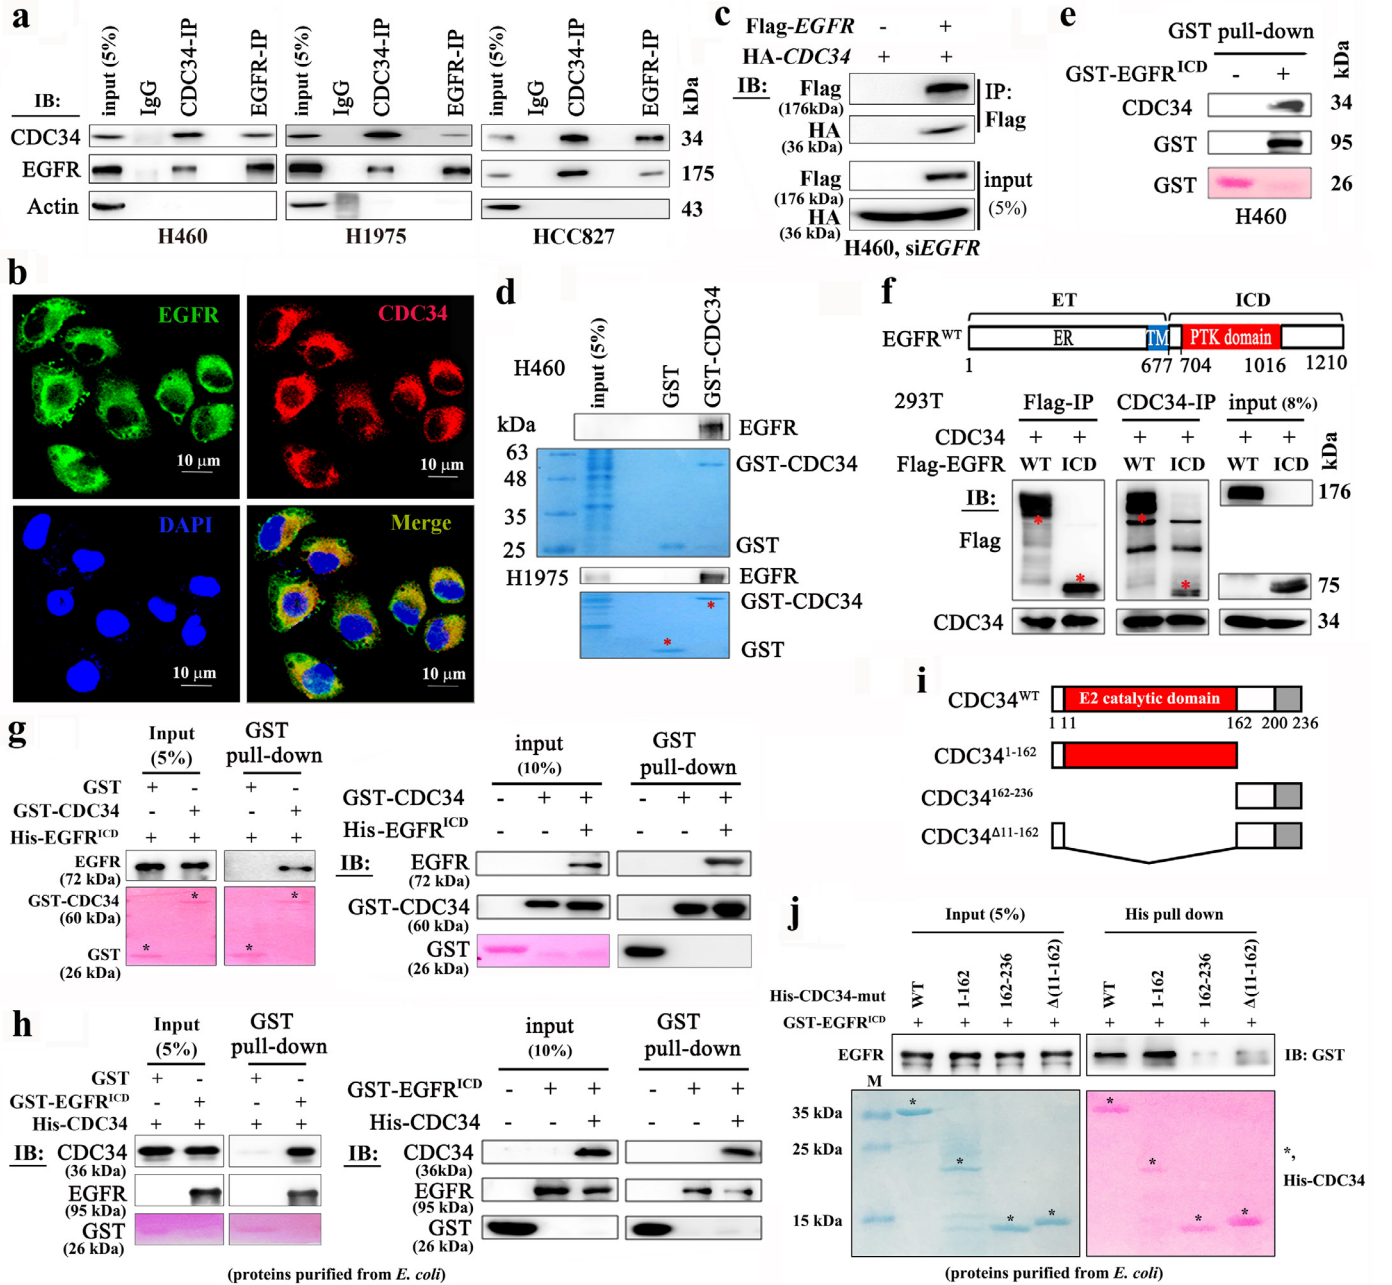 a
input (5%) IgG CDC34-IP EGFR-IP input (5%) IgG CDC34-IP EGFR-IP input (5%) IgG CDC34-IP EGFR-IP kDa
IB:
CDC34 34
EGFR 175
Actin 43
H460 H1975 HCC827
b
EGFR CDC34
10 µm 10 µm
DAPI Merge
10 µm 10 µm
c
Flag-EGFR - +
HA-CDC34 + +
IB: Flag IP:
(176kDa) Flag
HA
(36 kDa)
Flag input
(176 kDa) (5%)
HA
(36 kDa)
H460, siEGFR
d
H460 input (5%) GST GST-CDC34
kDa EGFR
63 GST-CDC34
48
35
25 GST
H1975 EGFR
GST-CDC34
*
* GST
e
GST pull-down
GST-EGFRICD - + kDa
CDC34 34
GST 95
GST 26
H460
f
ET ICD
EGFRWT ER TM PTK domain
1 677 704 1016 1210
293T Flag-IP CDC34-IP input (8%)
CDC34 + + + + + + kDa
Flag-EGFR WT ICD WT ICD WT ICD
IB: 176
* *
Flag
* * 75
CDC34 34
g
Input (5%) GST pull-down
GST + - + -
GST-CDC34 - + - +
His-EGFRICD + + + +
EGFR
(72 kDa)
GST-CDC34 * *
(60 kDa)
GST * *
(26 kDa)
input (10%) GST pull-down
GST-CDC34 - + + - + +
His-EGFRICD - - + - - +
IB: EGFR
(72 kDa)
GST-CDC34
(60 kDa)
GST
(26 kDa)
h
Input (5%) GST pull-down
GST + - + -
GST-EGFRICD - + - +
His-CDC34 + + + +
IB: CDC34
(36 kDa)
EGFR
(95 kDa)
GST
(26 kDa)
input (10%) GST pull-down
GST-EGFRICD - + + - + +
His-CDC34 - - + - - +
IB: CDC34
(36kDa)
EGFR
(95 kDa)
GST
(26 kDa)
(proteins purified from E. coli)
i
CDC34WT E2 catalytic domain
1 11 162 200 236
CDC341-162
CDC34162-236
CDC34Δ11-162
j
Input (5%) His pull down
His-CDC34-mut WT 1-162 162-236 Δ(11-162) WT 1-162 162-236 Δ(11-162)
GST-EGFRICD + + + + + + + +
EGFR IB: GST
M
35 kDa * *
25 kDa * * *,
His-CDC34
15 kDa * * * *
(proteins purified from E. coli)